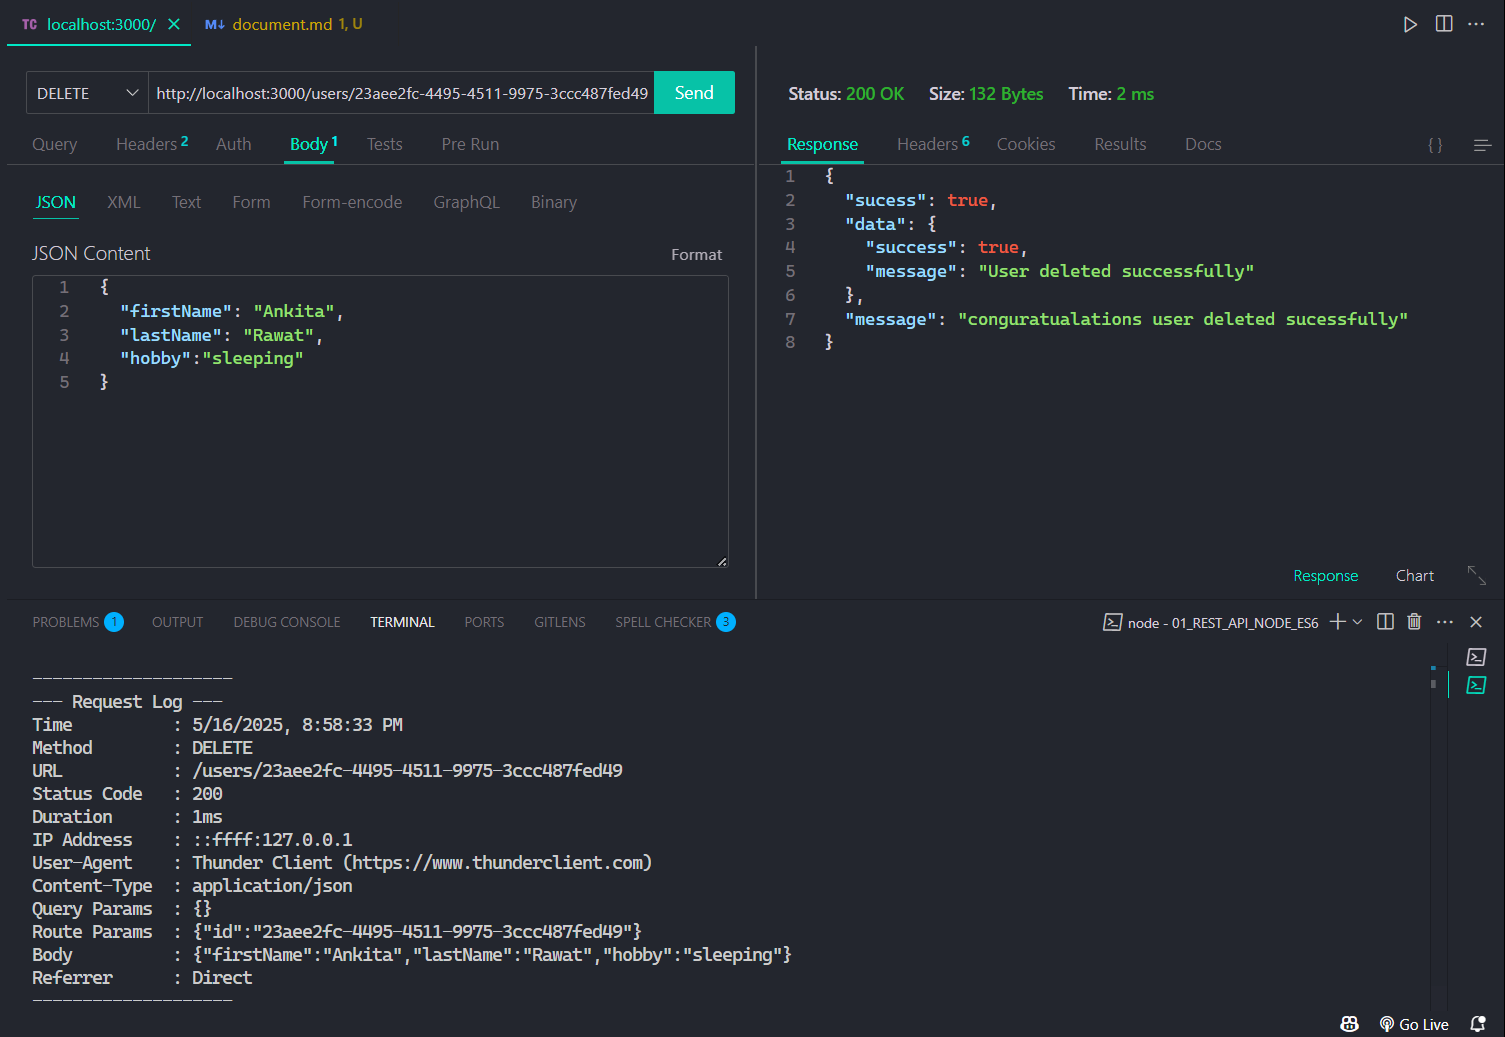 TC localhost:3000/ M↓ document.md 1, U
DELETE http://localhost:3000/users/23aee2fc-4495-4511-9975-3ccc487fed49 Send
Query Headers 2 Auth Body 1 Tests Pre Run
JSON XML Text Form Form-encode GraphQL Binary
JSON Content Format
1 {
2 "firstName": "Ankita",
3 "lastName": "Rawat",
4 "hobby":"sleeping"
5 }
Status: 200 OK Size: 132 Bytes Time: 2 ms
Response Headers 6 Cookies Results Docs { }
1 {
2 "sucess": true,
3 "data": {
4 "success": true,
5 "message": "User deleted successfully"
6 },
7 "message": "conguratualations user deleted sucessfully"
8 }
Response Chart
PROBLEMS 1 OUTPUT DEBUG CONSOLE TERMINAL PORTS GITLENS SPELL CHECKER 3 node - 01_REST_API_NODE_ES6
--------------------
--- Request Log ---
Time : 5/16/2025, 8:58:33 PM
Method : DELETE
URL : /users/23aee2fc-4495-4511-9975-3ccc487fed49
Status Code : 200
Duration : 1ms
IP Address : ::ffff:127.0.0.1
User-Agent : Thunder Client (https://www.thunderclient.com)
Content-Type : application/json
Query Params : {}
Route Params : {"id":"23aee2fc-4495-4511-9975-3ccc487fed49"}
Body : {"firstName":"Ankita","lastName":"Rawat","hobby":"sleeping"}
Referrer : Direct
--------------------
Go Live